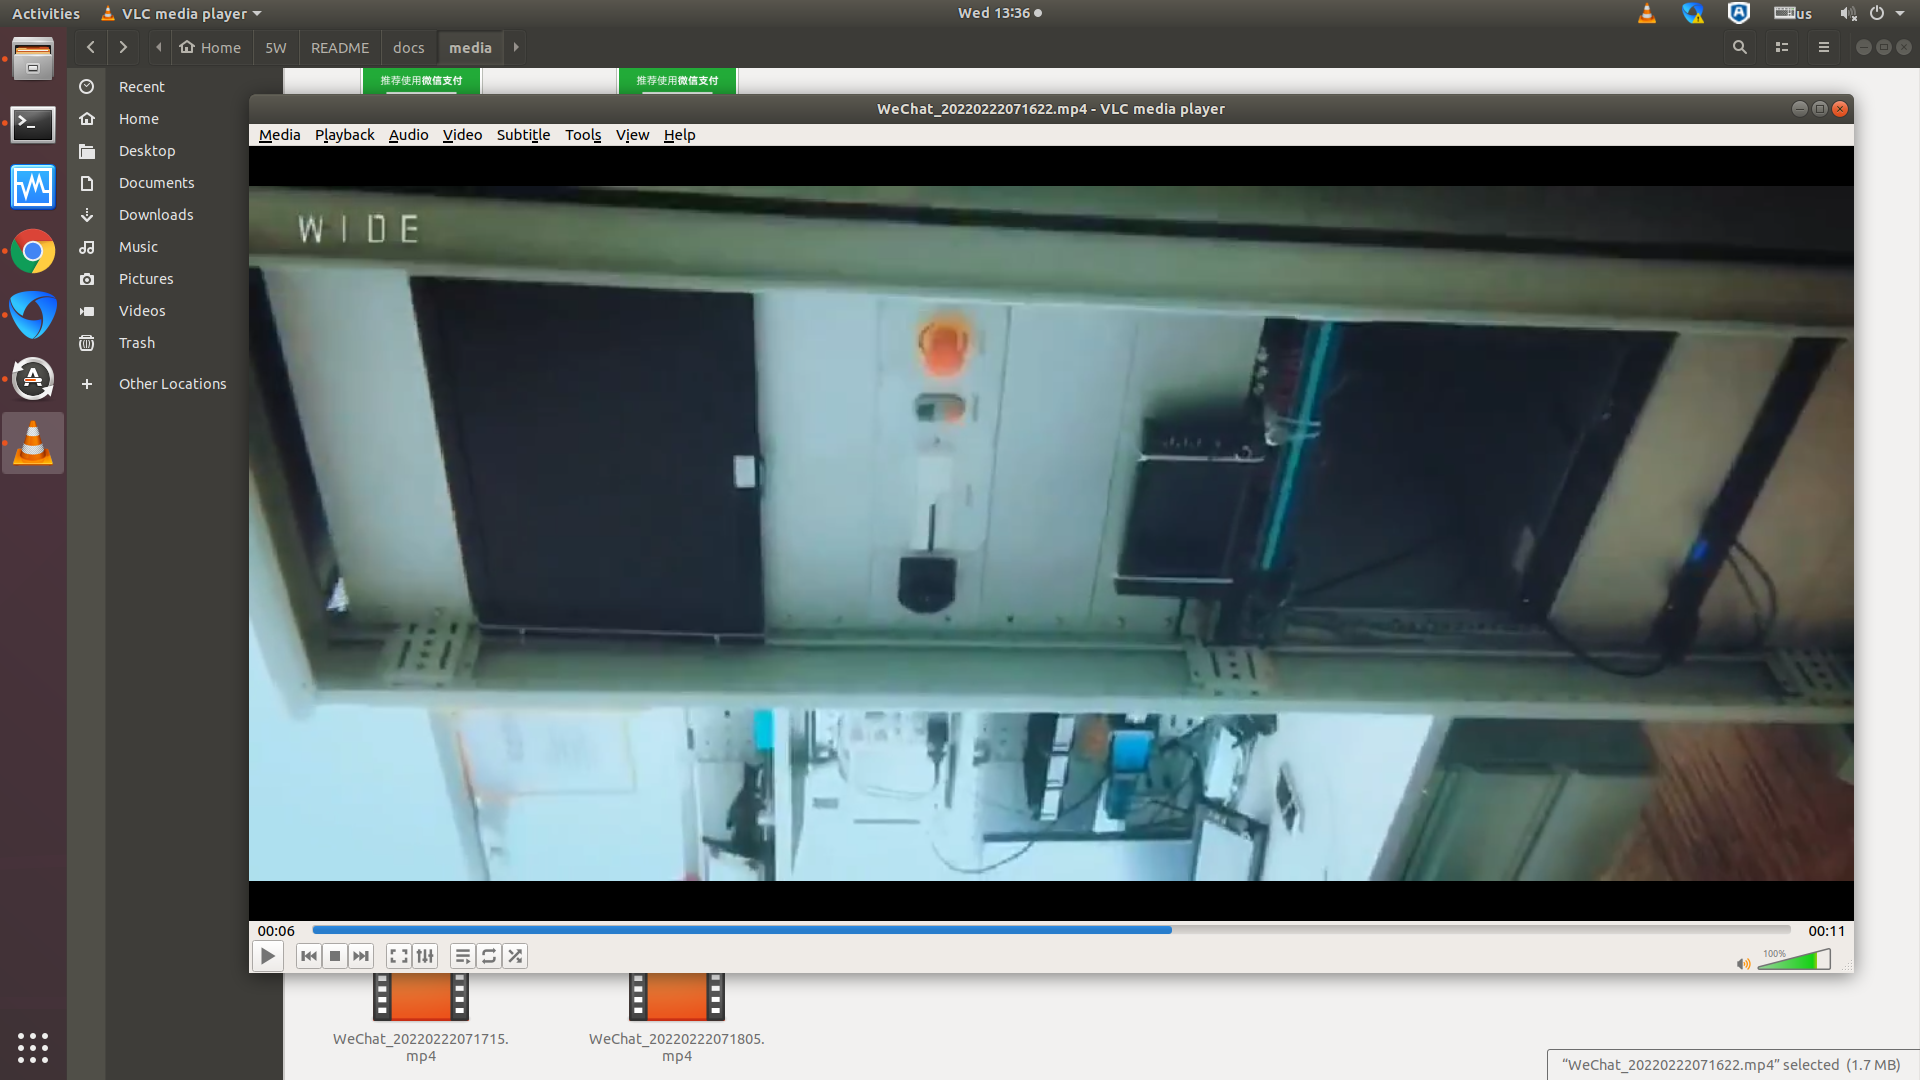 Activities
VLC media player
Wed 13:36
us
Home
5W
README
docs
media
Recent
Home
Desktop
Documents
Downloads
Music
Pictures
Videos
Trash
Other Locations
推荐使用微信支付
推荐使用微信支付
WeChat_20220222071622.mp4 - VLC media player
Media Playback Audio Video Subtitle Tools View Help
WIDE
00:06
00:11
100%
WeChat_20220222071715.
mp4
WeChat_20220222071805.
mp4
“WeChat_20220222071622.mp4” selected (1.7 MB)